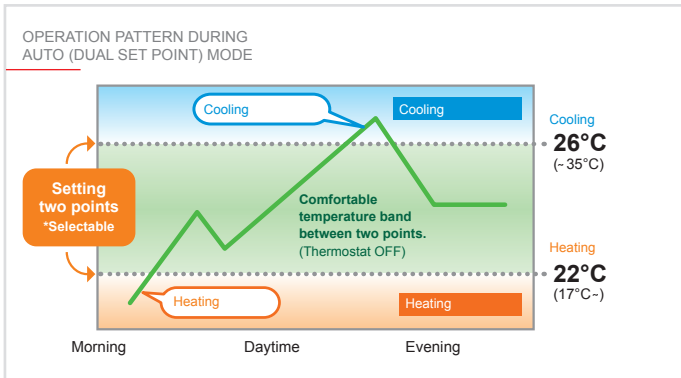 OPERATION PATTERN DURING
AUTO (DUAL SET POINT) MODE
Cooling
Cooling
Cooling
26°C
(~35°C)
Setting
two points
*Selectable
Comfortable
temperature band
between two points.
(Thermostat OFF)
Heating
22°C
(17°C~)
Heating
Heating
Morning
Daytime
Evening